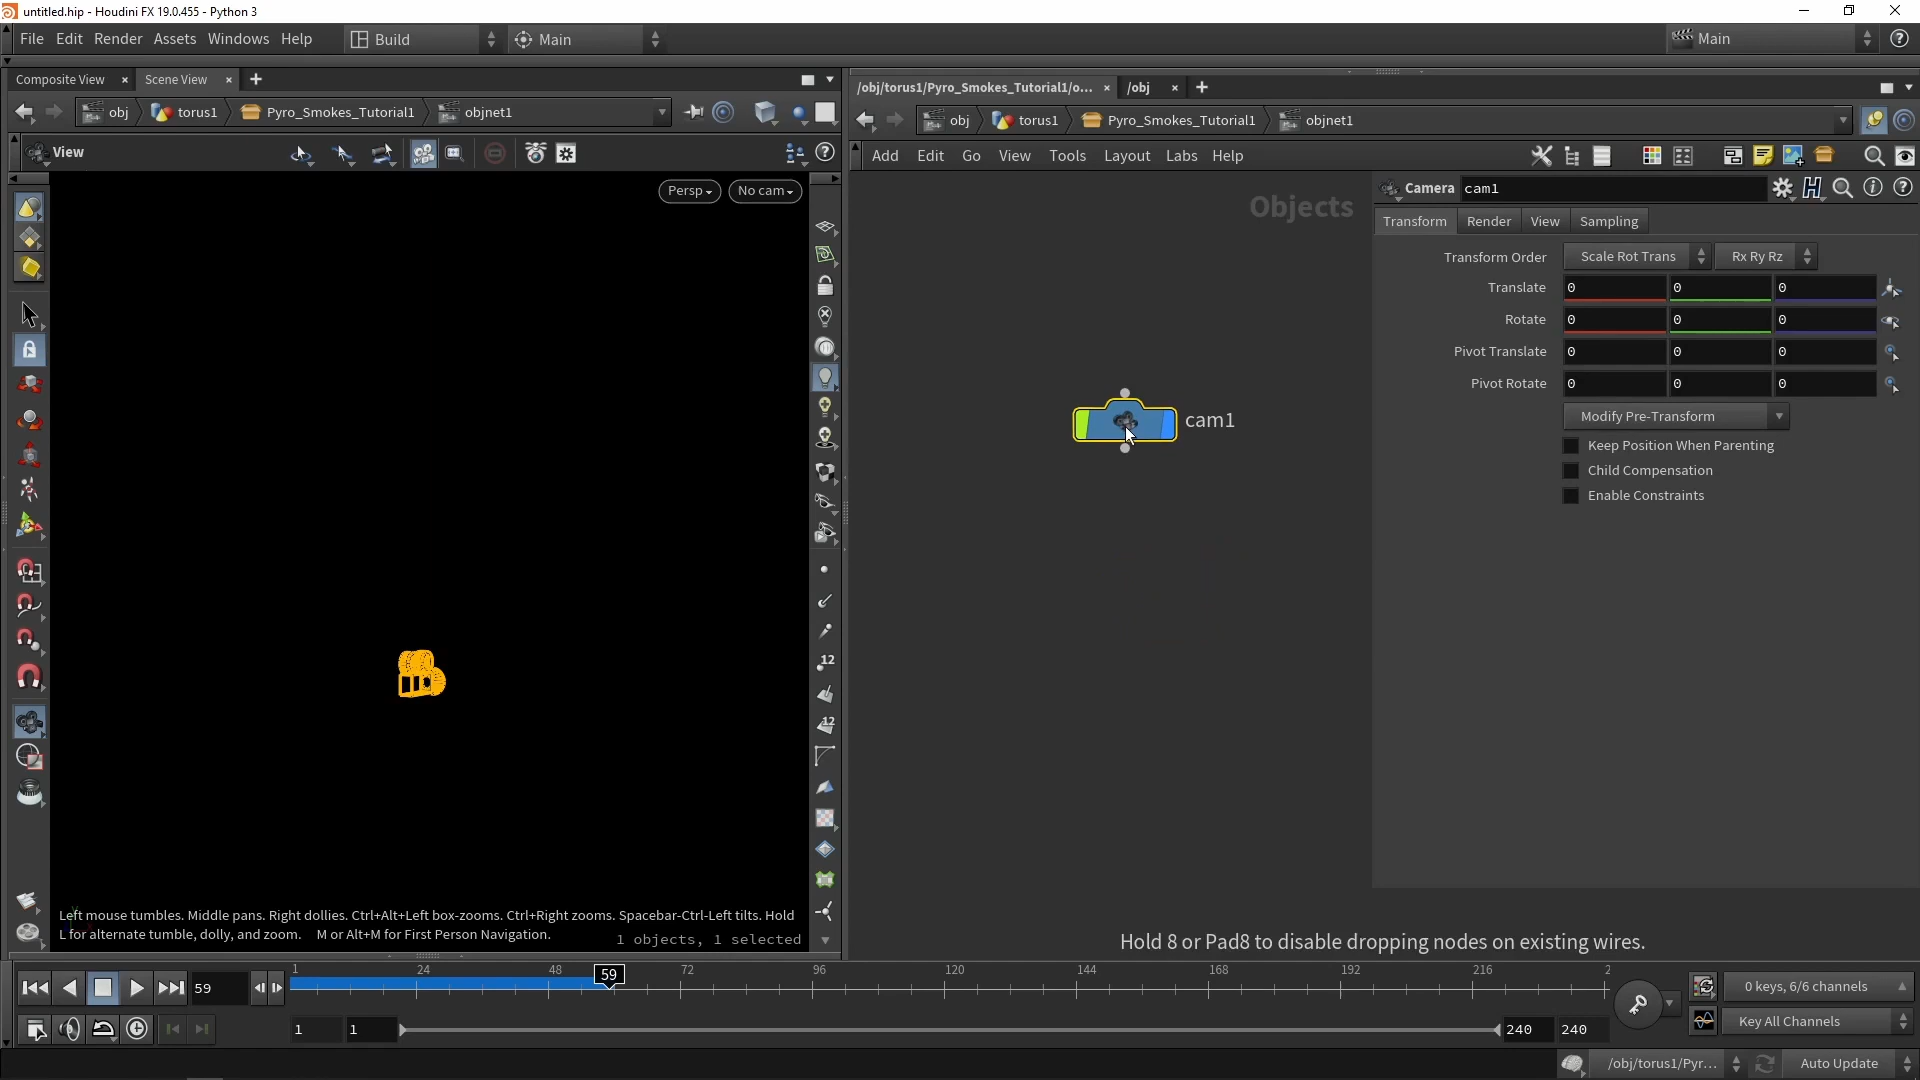 untitled.hip - Houdini FX 19.0.455 - Python 3
File Edit Render Assets Windows Help Build Main Main
Composite View × Scene View × +
/obj/torus1/Pyro_Smokes_Tutorial1/o... × /obj × +
obj torus1 Pyro_Smokes_Tutorial1 objnet1
obj torus1 Pyro_Smokes_Tutorial1 objnet1
View
Add Edit Go View Tools Layout Labs Help
Persp No cam
Objects
Camera cam1
Transform Render View Sampling
Transform Order Scale Rot Trans Rx Ry Rz
Translate 0 0 0
Rotate 0 0 0
Pivot Translate 0 0 0
Pivot Rotate 0 0 0
Modify Pre-Transform
Keep Position When Parenting
Child Compensation
Enable Constraints
cam1
12
12
Left mouse tumbles. Middle pans. Right dollies. Ctrl+Alt+Left box-zooms. Ctrl+Right zooms. Spacebar-Ctrl-Left tilts. Hold
L for alternate tumble, dolly, and zoom. M or Alt+M for First Person Navigation.
1 objects, 1 selected
Hold 8 or Pad8 to disable dropping nodes on existing wires.
59 1 24 48 59 72 96 120 144 168 192 216 2
0 keys, 6/6 channels
1 1 240 240
Key All Channels
/obj/torus1/Pyr... Auto Update